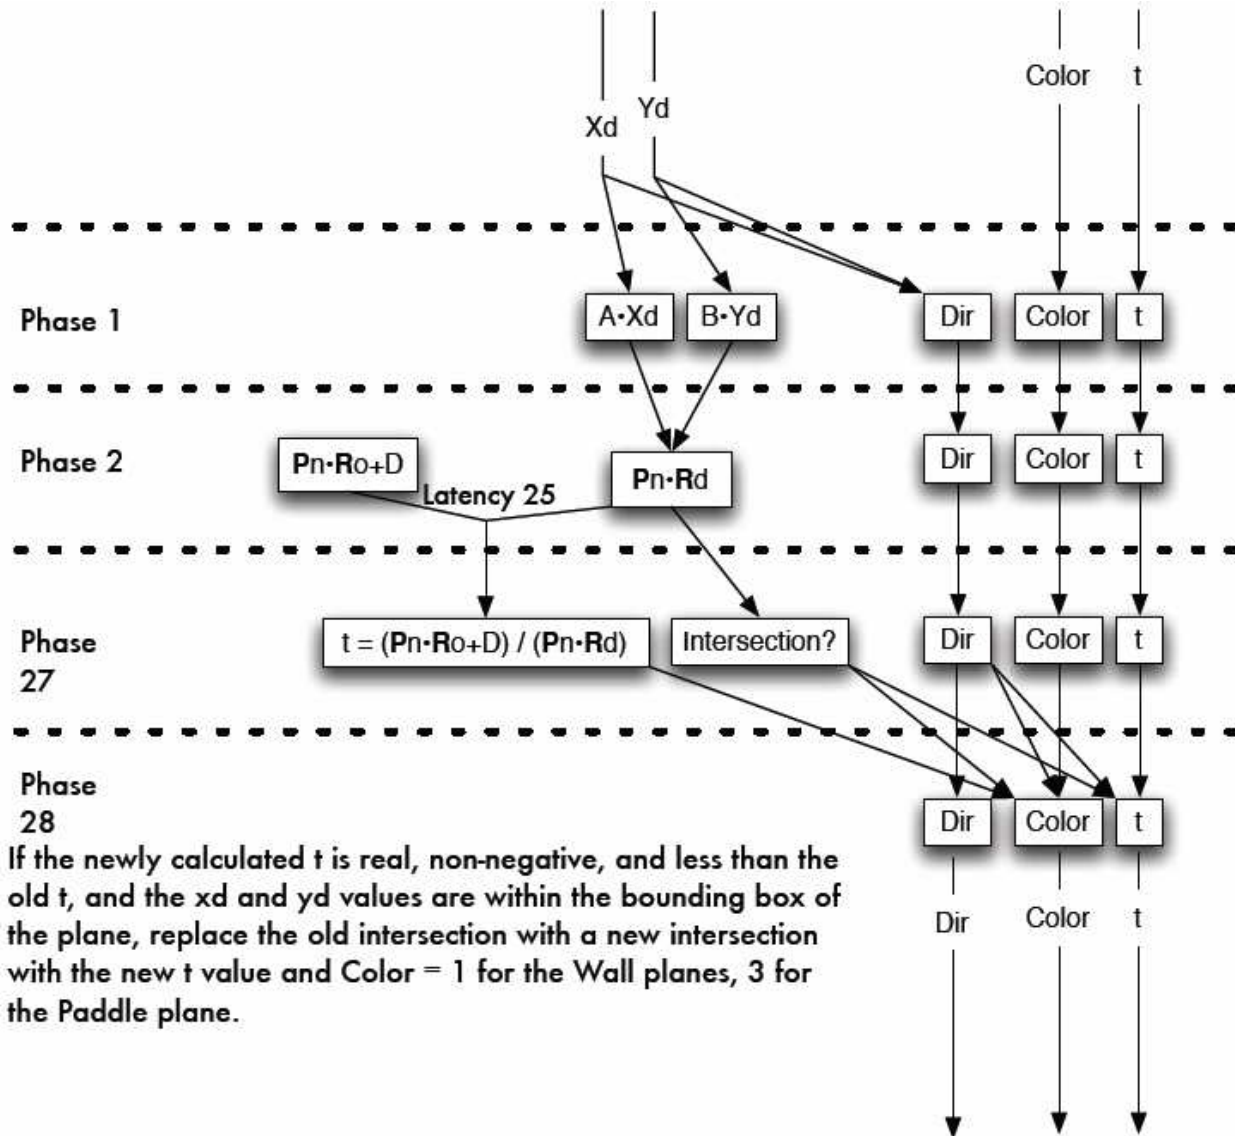 Color t
Xd Yd
Phase 1
A•Xd B•Yd Dir Color t
Phase 2
Pn•Ro+D Latency 25 Pn•Rd Dir Color t
Phase
27
t = (Pn•Ro+D) / (Pn•Rd) Intersection? Dir Color t
Phase
28
Dir Color t
If the newly calculated t is real, non-negative, and less than the
old t, and the xd and yd values are within the bounding box of
the plane, replace the old intersection with a new intersection
with the new t value and Color = 1 for the Wall planes, 3 for
the Paddle plane.
Dir Color t